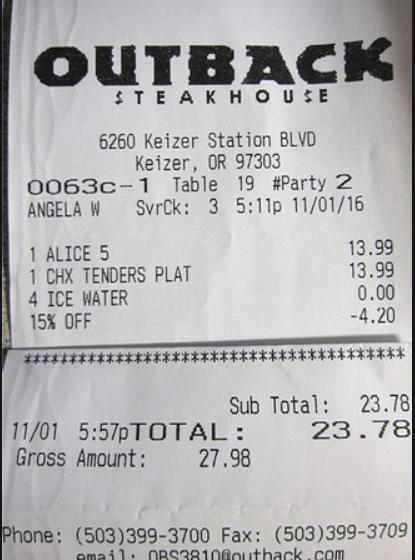 OUTBACK
STEAKHOUSE
6260 Keizer Station BLVD
Keizer, OR 97303
0063c-1 Table 19 #Party 2
ANGELA W SvrCk: 3 5:11p 11/01/16
1 ALICE 5 13.99
1 CHX TENDERS PLAT 13.99
4 ICE WATER 0.00
15% OFF -4.20
****************************************
Sub Total: 23.78
11/01 5:57pTOTAL: 23.78
Gross Amount: 27.98
Phone: (503)399-3700 Fax: (503)399-3709
email: OBS3810@outback.com